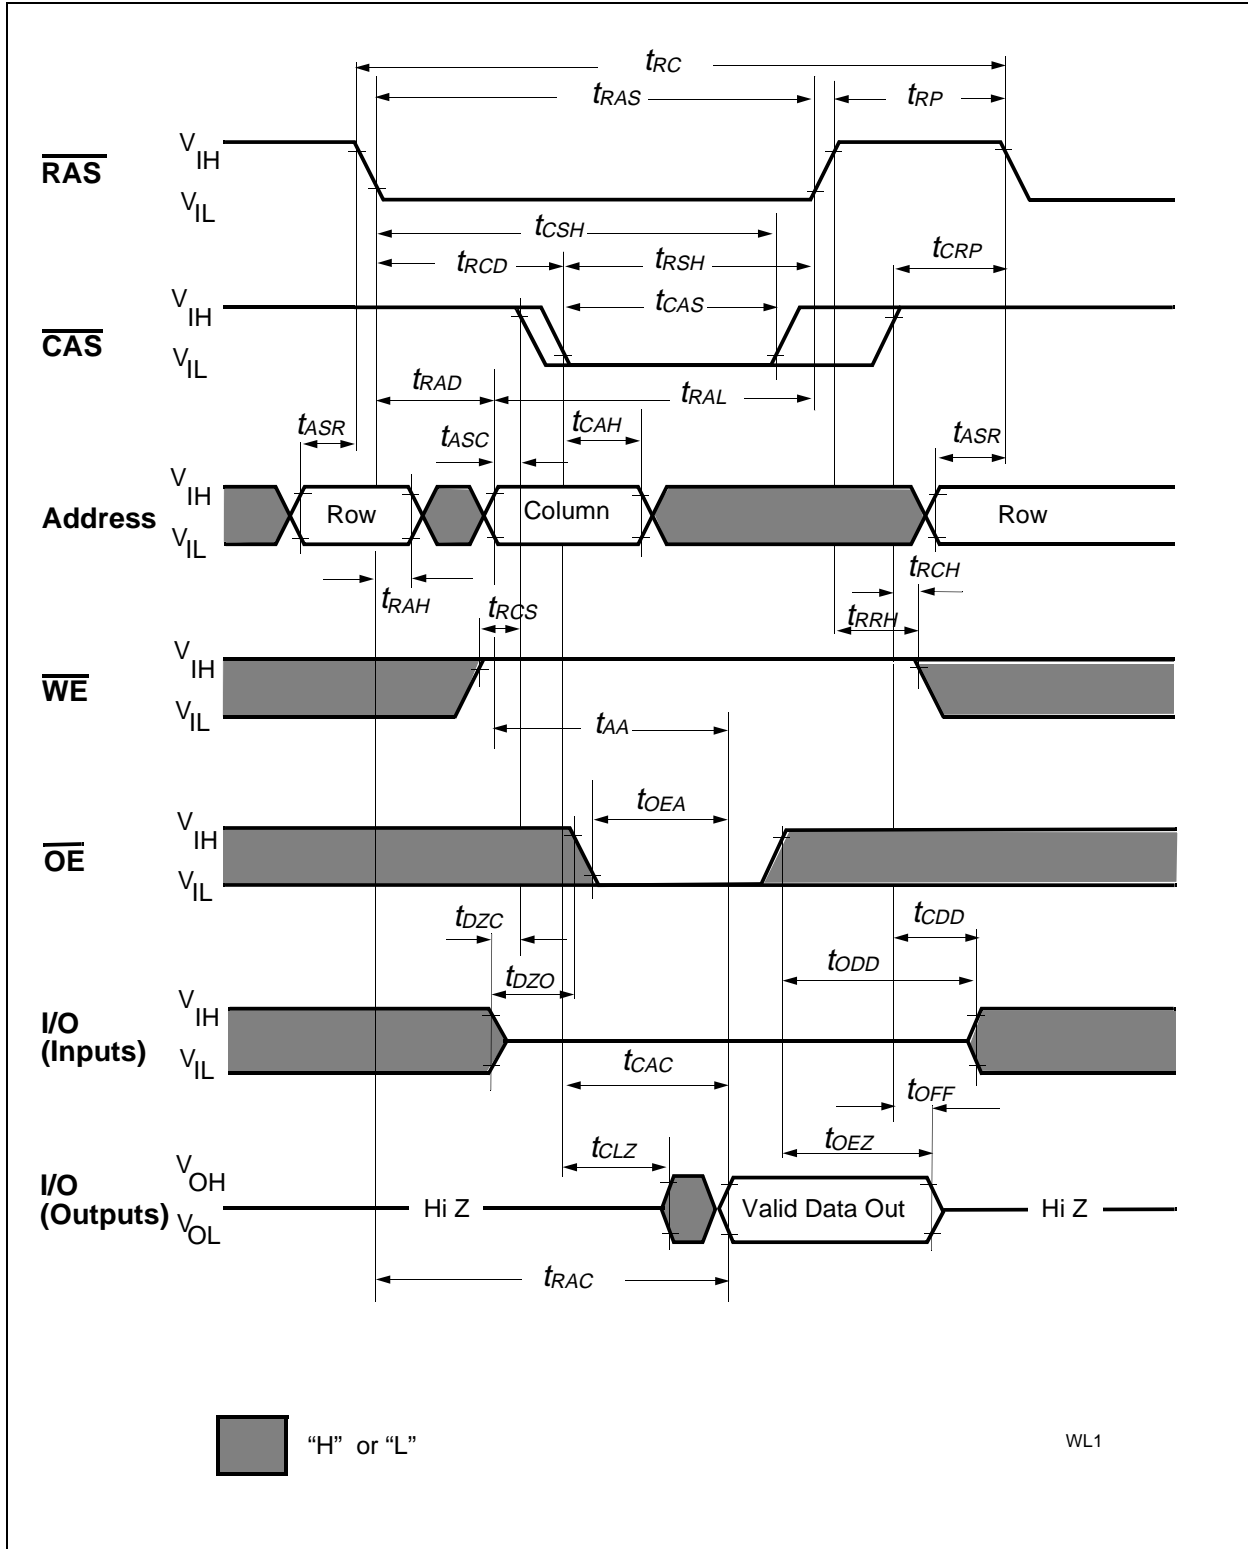 tRC
tRAS
tRP
RAS
VIH
VIL
tCSH
tRCD
tRSH
tCRP
tCAS
CAS
VIH
VIL
tRAD
tRAL
tASR
tASC
tCAH
tASR
Address
VIH
VIL
Row
Column
Row
tRAH
tRCS
tRCH
tRRH
WE
VIH
VIL
tAA
tOEA
OE
VIH
VIL
tDZC
tCDD
tDZO
tODD
I/O
(Inputs)
VIH
VIL
tCAC
tOFF
tCLZ
tOEZ
I/O
(Outputs)
VOH
VOL
Hi Z
Valid Data Out
Hi Z
tRAC
“H” or “L”
WL1